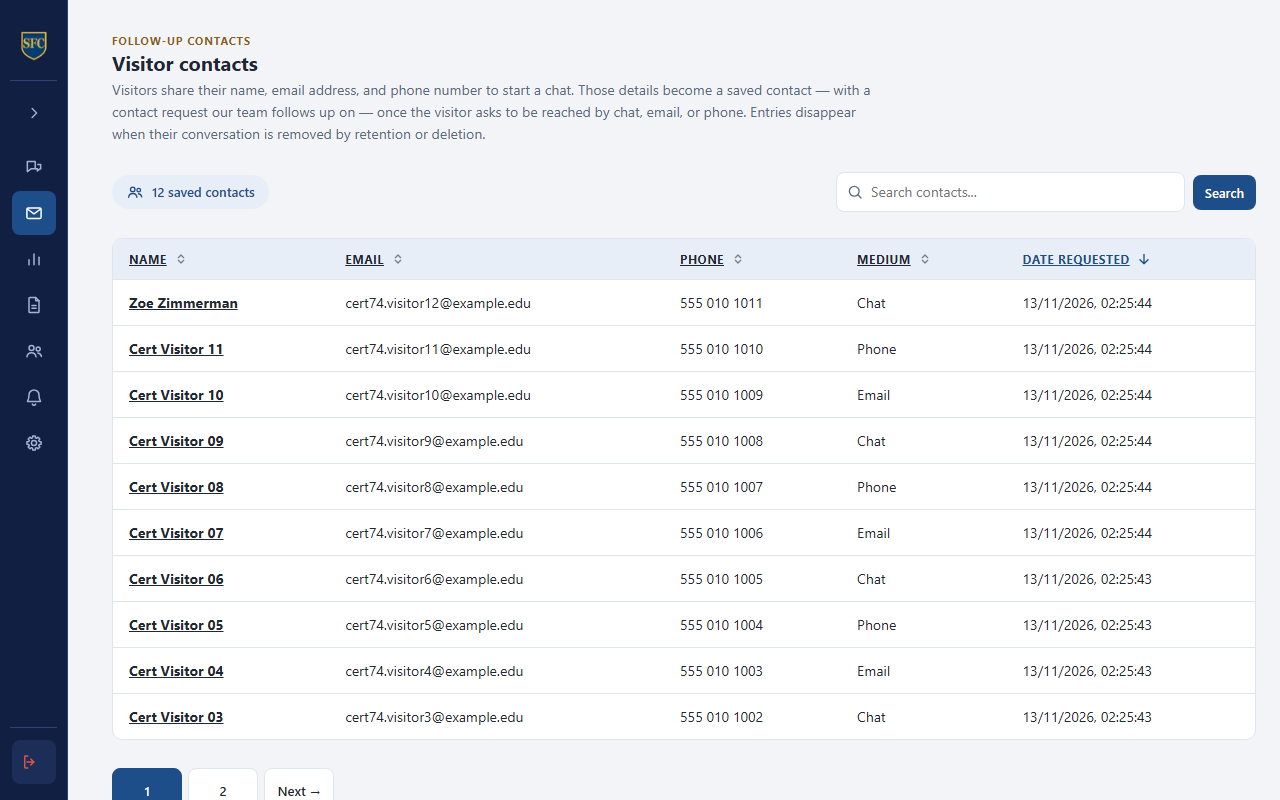 SFC
FOLLOW-UP CONTACTS
Visitor contacts
Visitors share their name, email address, and phone number to start a chat. Those details become a saved contact — with a
contact request our team follows up on — once the visitor asks to be reached by chat, email, or phone. Entries disappear
when their conversation is removed by retention or deletion.
12 saved contacts
Search contacts...
Search
NAME EMAIL PHONE MEDIUM DATE REQUESTED
Zoe Zimmerman cert74.visitor12@example.edu 555 010 1011 Chat 13/11/2026, 02:25:44
Cert Visitor 11 cert74.visitor11@example.edu 555 010 1010 Phone 13/11/2026, 02:25:44
Cert Visitor 10 cert74.visitor10@example.edu 555 010 1009 Email 13/11/2026, 02:25:44
Cert Visitor 09 cert74.visitor9@example.edu 555 010 1008 Chat 13/11/2026, 02:25:44
Cert Visitor 08 cert74.visitor8@example.edu 555 010 1007 Phone 13/11/2026, 02:25:44
Cert Visitor 07 cert74.visitor7@example.edu 555 010 1006 Email 13/11/2026, 02:25:44
Cert Visitor 06 cert74.visitor6@example.edu 555 010 1005 Chat 13/11/2026, 02:25:43
Cert Visitor 05 cert74.visitor5@example.edu 555 010 1004 Phone 13/11/2026, 02:25:43
Cert Visitor 04 cert74.visitor4@example.edu 555 010 1003 Email 13/11/2026, 02:25:43
Cert Visitor 03 cert74.visitor3@example.edu 555 010 1002 Chat 13/11/2026, 02:25:43
1 2 Next →